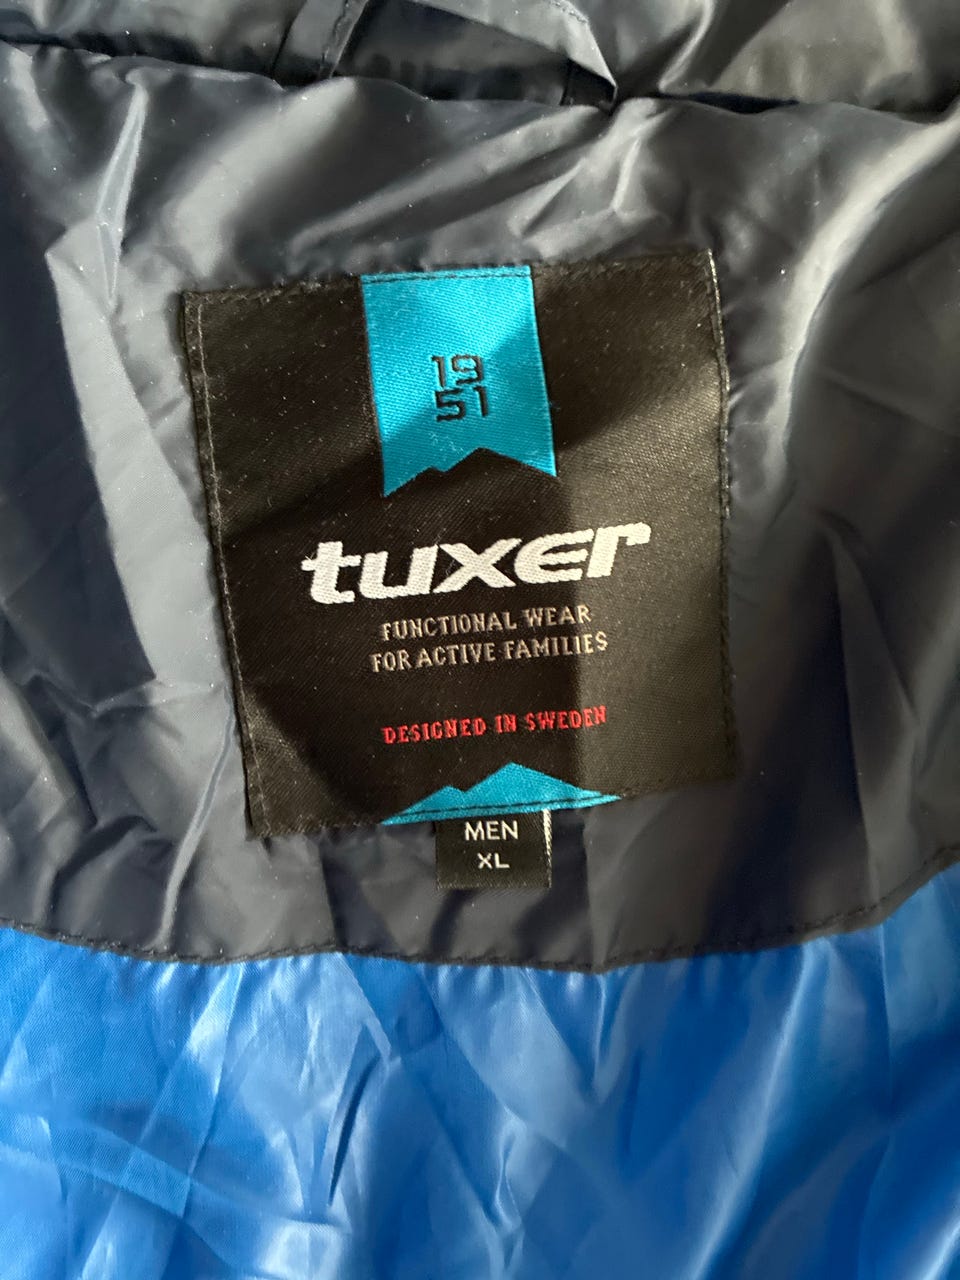 19
51
tuxer
FUNCTIONAL WEAR
FOR ACTIVE FAMILIES
DESIGNED IN SWEDEN
MEN
XL